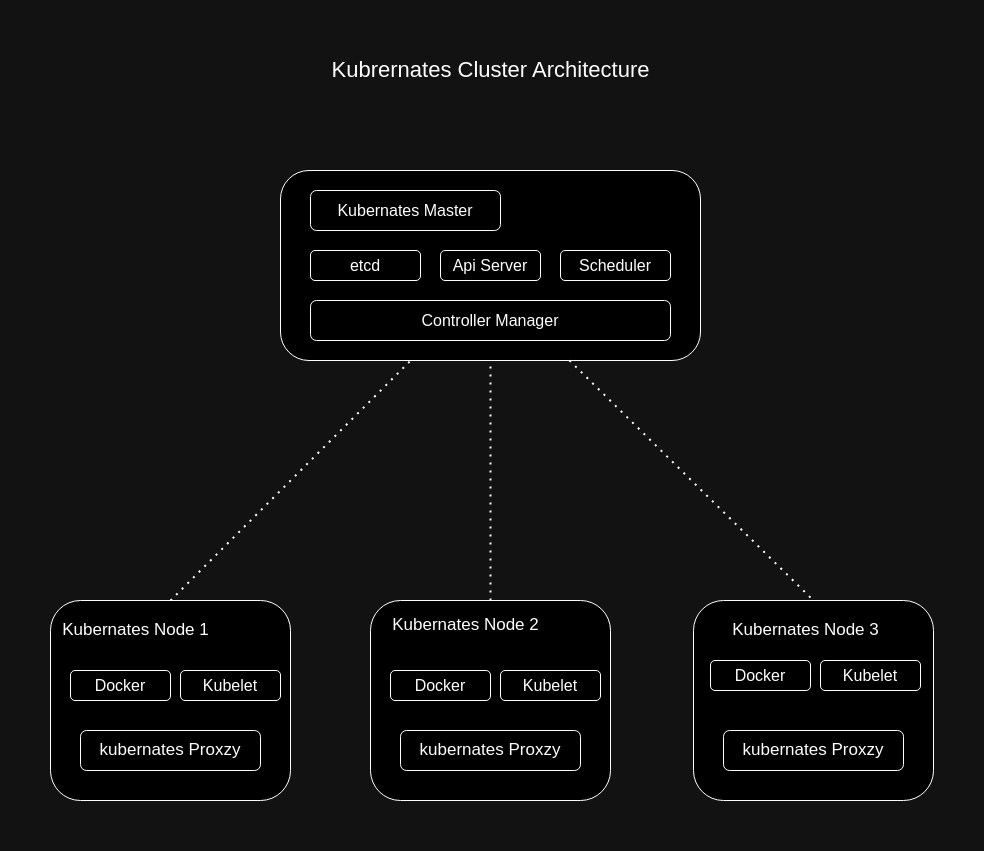 Kubrernates Cluster Architecture
Kubernates Master
etcd
Api Server
Scheduler
Controller Manager
Kubernates Node 1
Docker
Kubelet
kubernates Proxzy
Kubernates Node 2
Docker
Kubelet
kubernates Proxzy
Kubernates Node 3
Docker
Kubelet
kubernates Proxzy